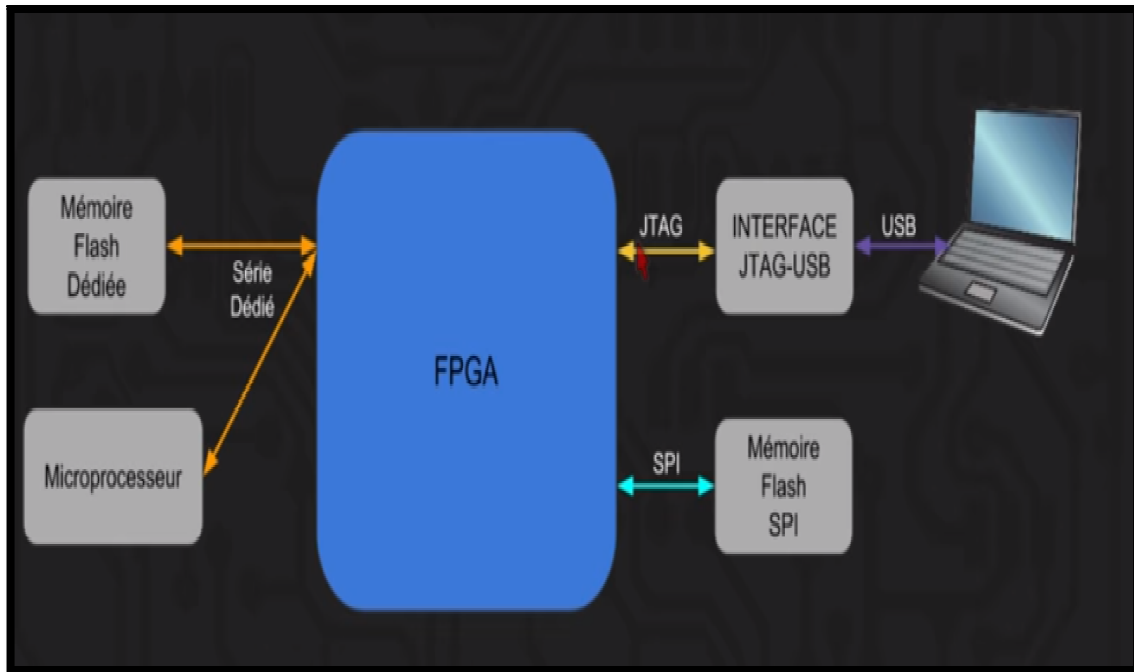 Mémoire
Flash
Dédiée
Série
Dédié
Microprocesseur
FPGA
JTAG
INTERFACE
JTAG-USB
USB
SPI
Mémoire
Flash
SPI